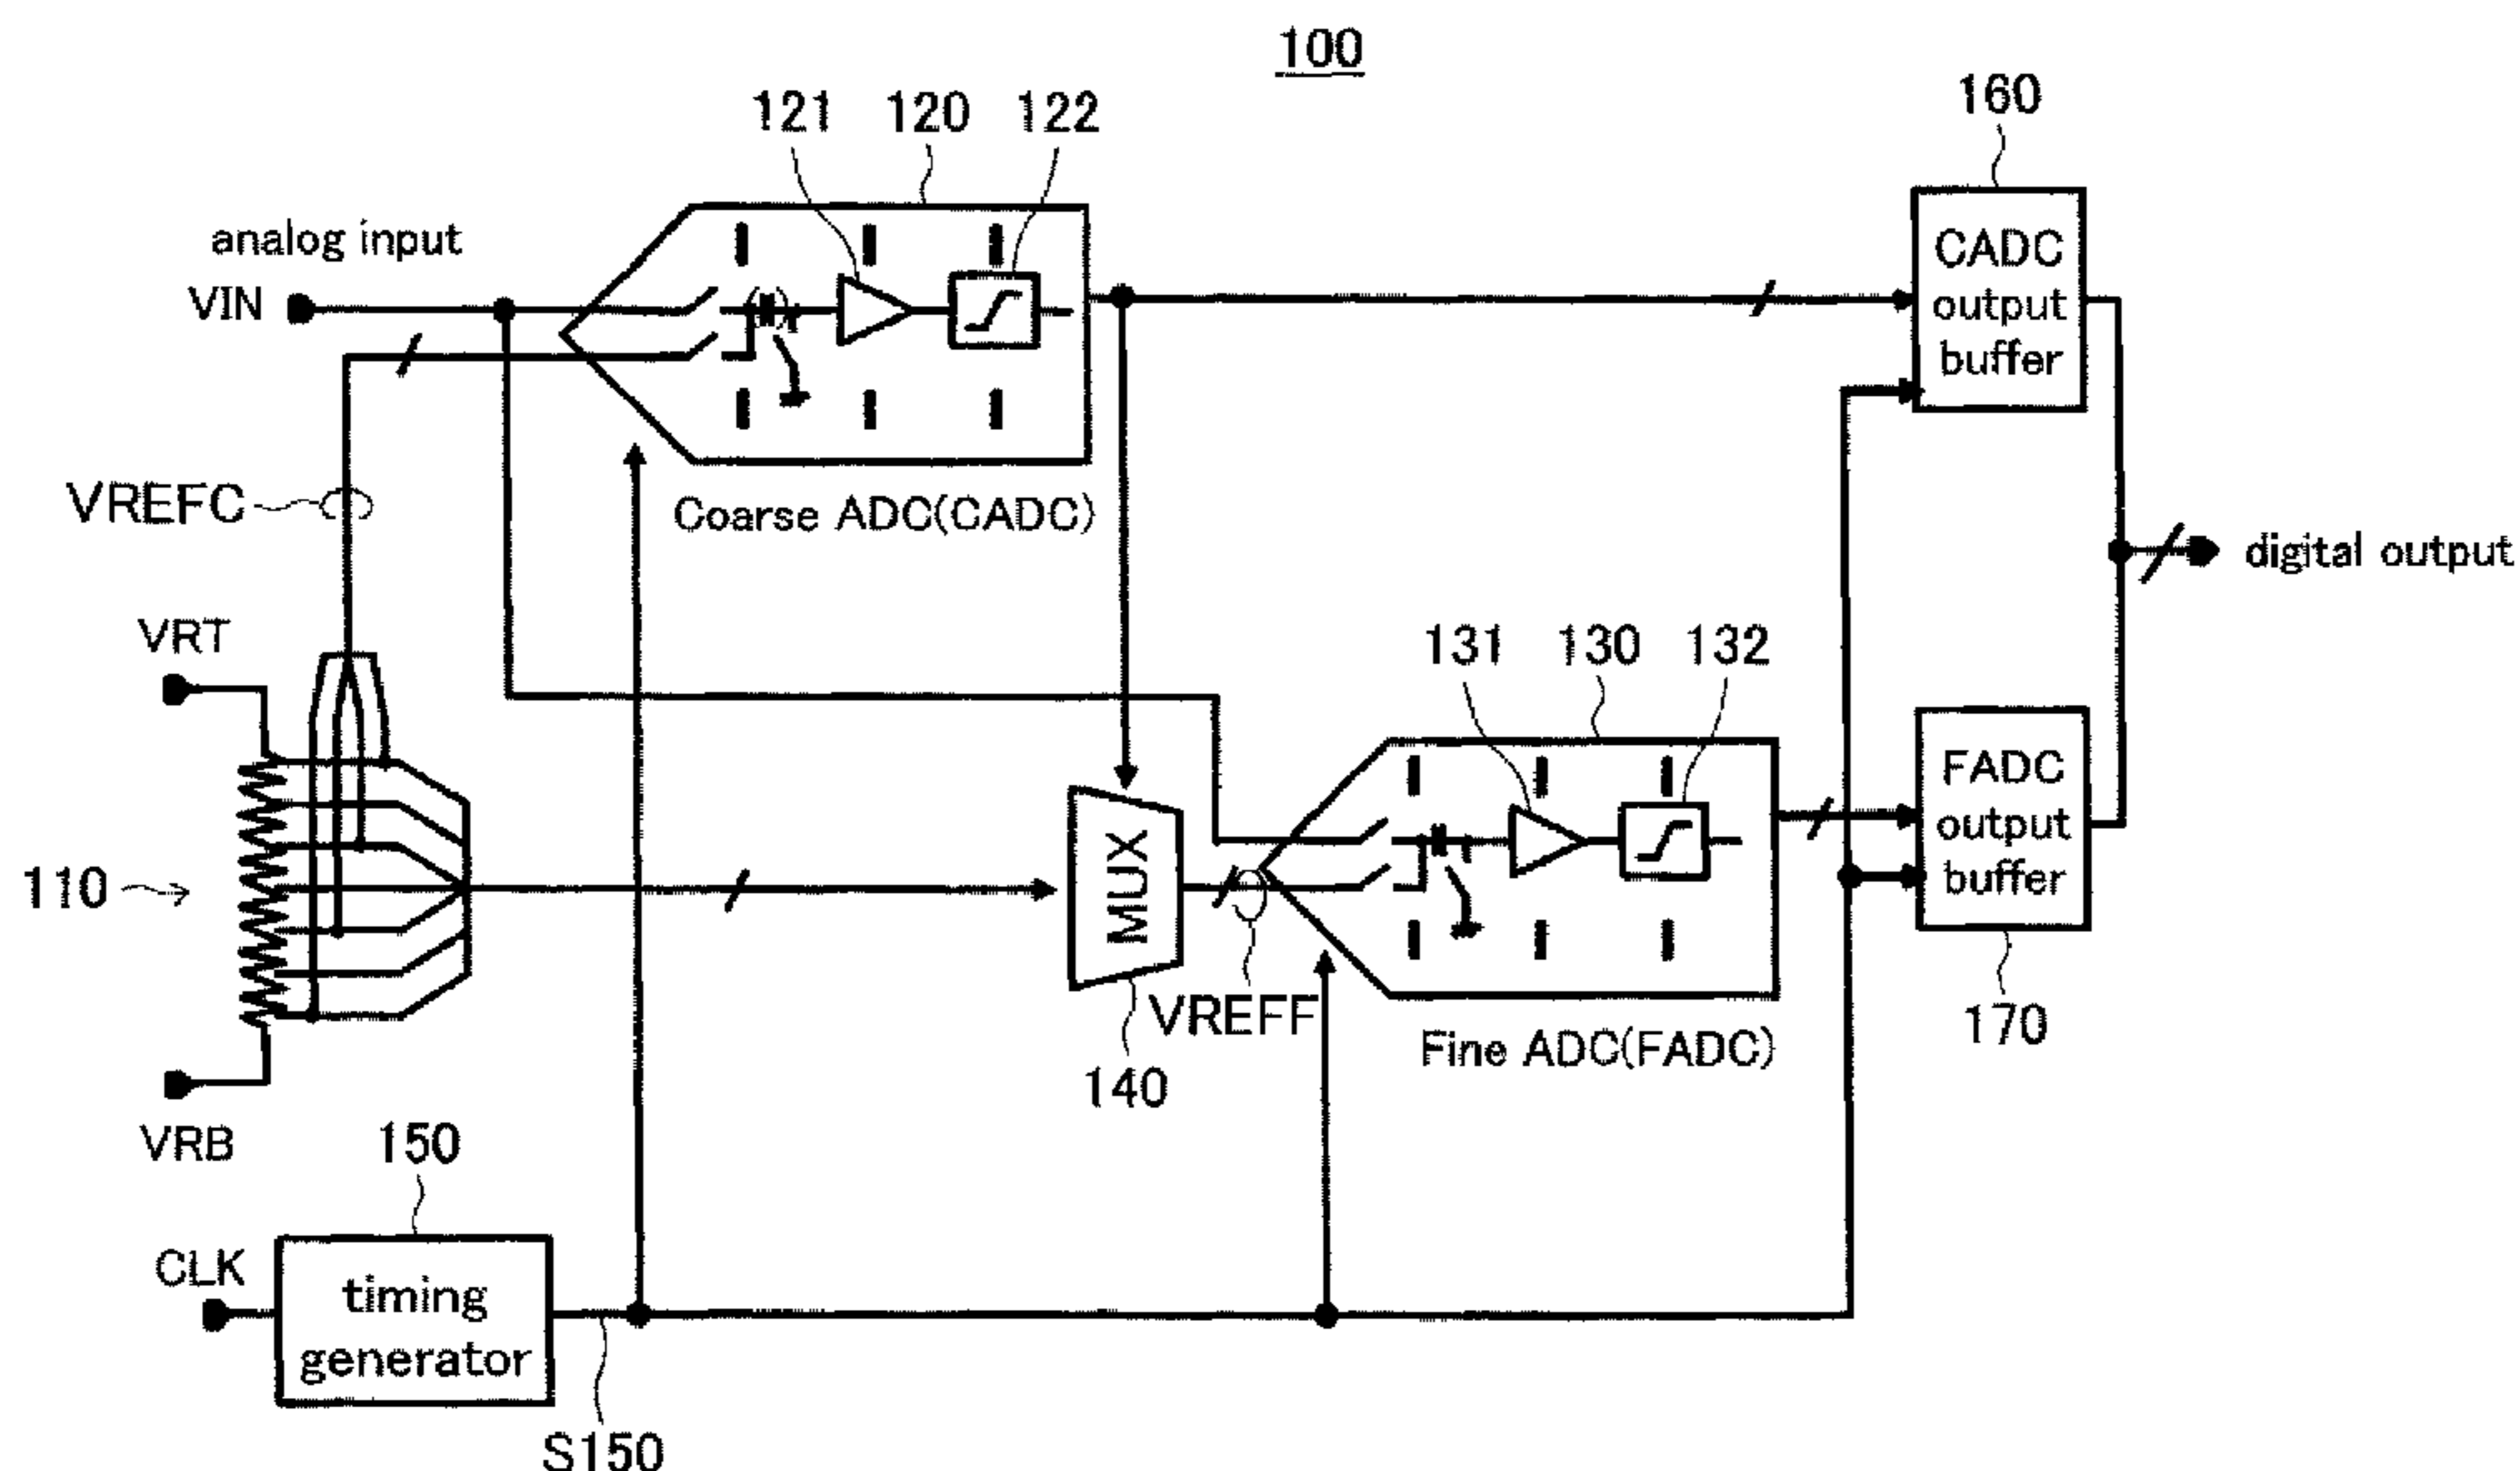 100
121
120
122
160
analog input
VIN
CADC
output
buffer
VREFC
Coarse ADC(CADC)
digital output
VRT
131
130
132
FADC
output
buffer
110
MUX
VREFF
170
Fine ADC(FADC)
140
VRB
150
CLK
timing
generator
S150